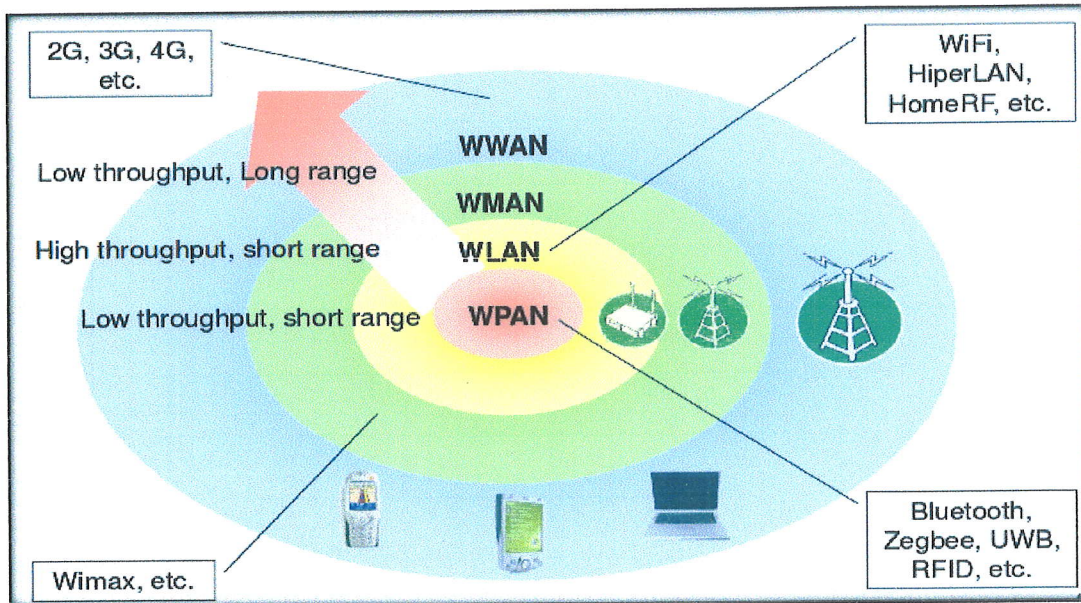 2G, 3G, 4G,
etc.
WiFi,
HiperLAN,
HomeRF, etc.
WWAN
Low throughput, Long range
WMAN
High throughput, short range
WLAN
Low throughput, short range
WPAN
Wimax, etc.
Bluetooth,
Zegbee, UWB,
RFID, etc.